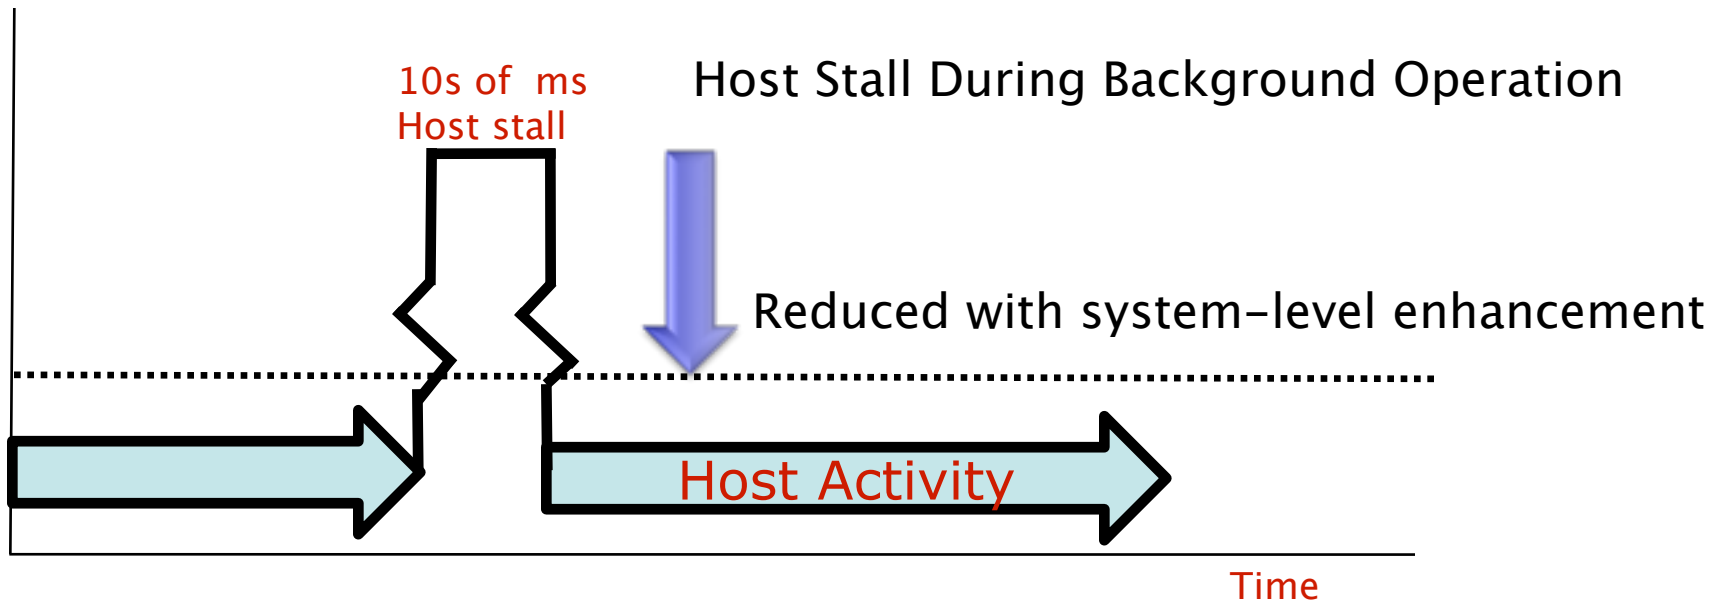 10s of ms
Host stall
Host Stall During Background Operation
Reduced with system-level enhancement
Host Activity
Time